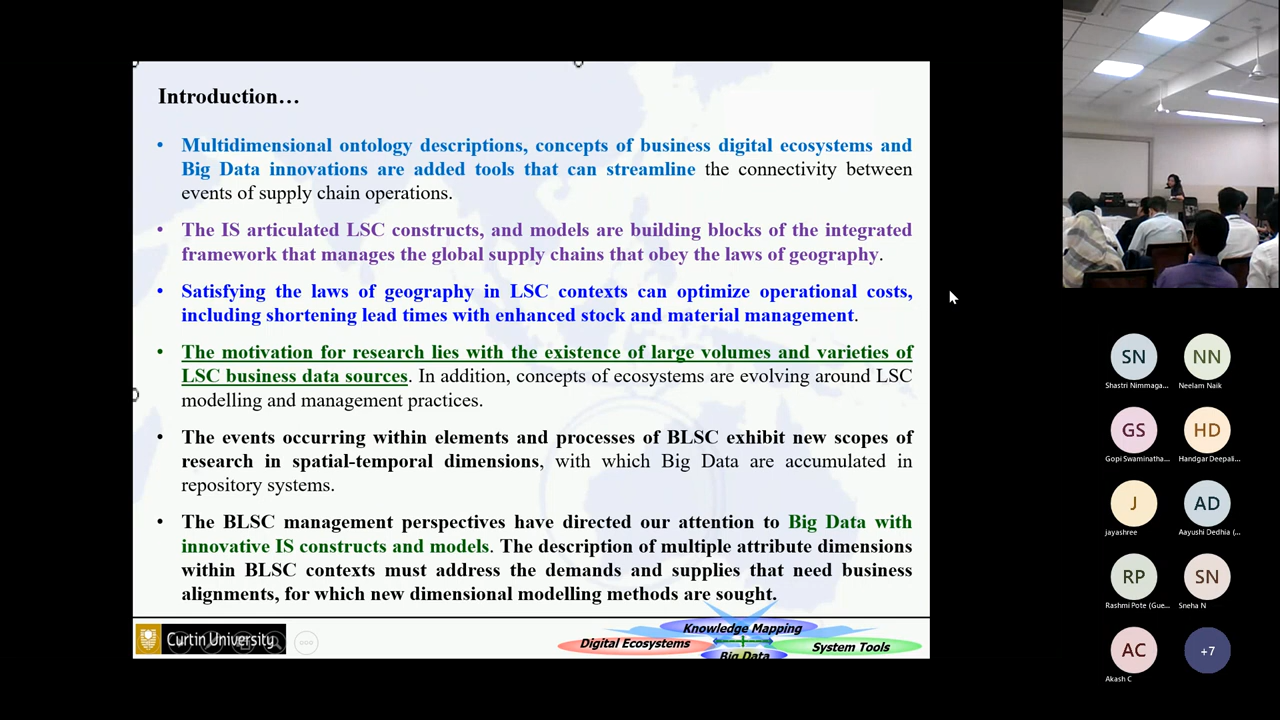 Introduction…
• Multidimensional ontology descriptions, concepts of business digital ecosystems and
Big Data innovations are added tools that can streamline the connectivity between
events of supply chain operations.
• The IS articulated LSC constructs, and models are building blocks of the integrated
framework that manages the global supply chains that obey the laws of geography.
• Satisfying the laws of geography in LSC contexts can optimize operational costs,
including shortening lead times with enhanced stock and material management.
• The motivation for research lies with the existence of large volumes and varieties of
LSC business data sources. In addition, concepts of ecosystems are evolving around LSC
modelling and management practices.
• The events occurring within elements and processes of BLSC exhibit new scopes of
research in spatial-temporal dimensions, with which Big Data are accumulated in
repository systems.
• The BLSC management perspectives have directed our attention to Big Data with
innovative IS constructs and models. The description of multiple attribute dimensions
within BLSC contexts must address the demands and supplies that need business
alignments, for which new dimensional modelling methods are sought.
Curtin University
Knowledge Mapping
Digital Ecosystems
System Tools
Big Data
SN
NN
Shastri Nimmaga...
Neelam Naik
GS
HD
Gopi Swaminatha...
Handgar Deepali...
J
AD
jayashree
Aayushi Dedhia (...
RP
SN
Rashmi Pote (Gue...
Sneha N
AC
+7
Akash C